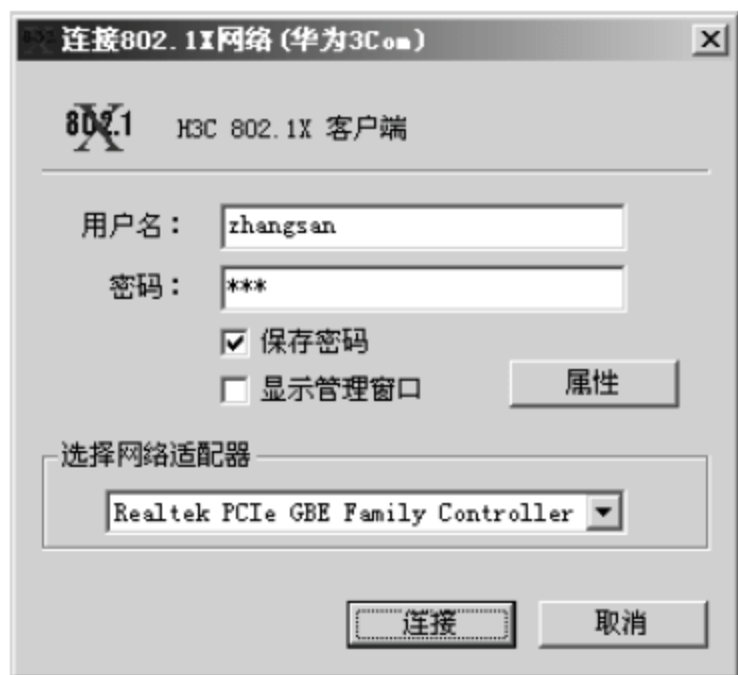 连接802.1X网络(华为3Com)
802.1X H3C 802.1X 客户端
用户名： zhangsan
密码： ***
保存密码
显示管理窗口 属性
选择网络适配器
Realtek PCIe GBE Family Controller
连接 取消